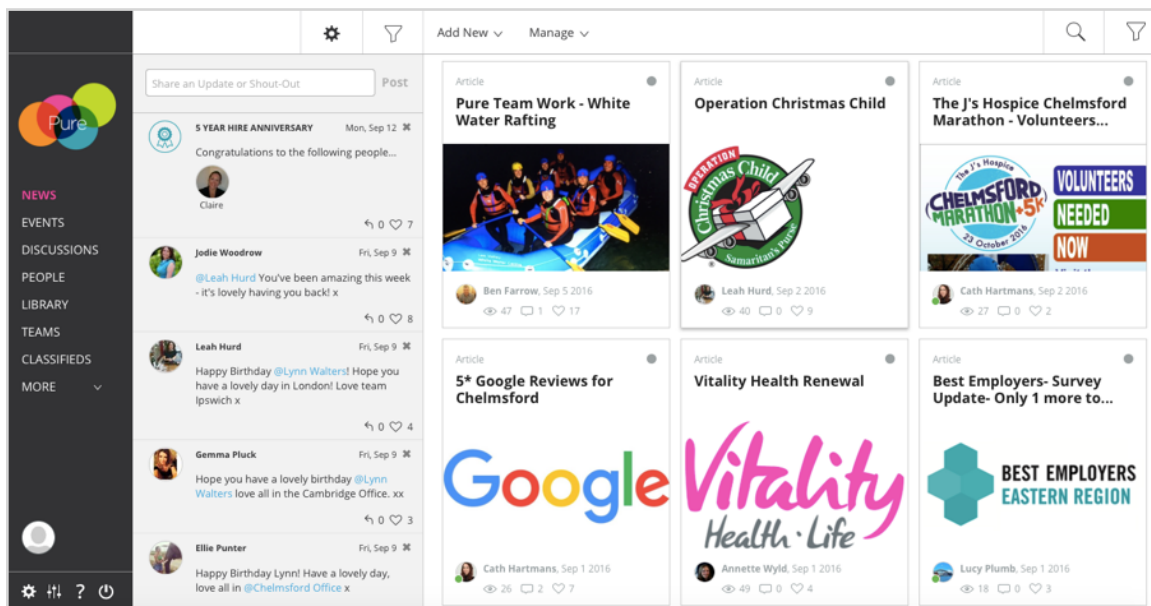 Add New
Manage
Pure
NEWS
EVENTS
DISCUSSIONS
PEOPLE
LIBRARY
TEAMS
CLASSIFIEDS
MORE
?
Share an Update or Shout-Out
Post
5 YEAR HIRE ANNIVERSARY
Mon, Sep 12
Congratulations to the following people...
Claire
0 7
Jodie Woodrow
Fri, Sep 9
@Leah Hurd You've been amazing this week
- it's lovely having you back! x
0 8
Leah Hurd
Fri, Sep 9
Happy Birthday @Lynn Walters! Hope you
have a lovely day in London! Love team
Ipswich x
0 4
Gemma Pluck
Fri, Sep 9
Hope you have a lovely birthday @Lynn
Walters love all in the Cambridge Office. xx
0 3
Ellie Punter
Fri, Sep 9
Happy Birthday Lynn! Have a lovely day,
love all in @Chelmsford Office x
Article
Pure Team Work - White
Water Rafting
Ben Farrow, Sep 5 2016
47 1 17
Article
Operation Christmas Child
OPERATION
Christmas Child
Samaritan's Purse
Leah Hurd, Sep 2 2016
40 0 9
Article
The J's Hospice Chelmsford
Marathon - Volunteers...
The J's Hospice
CHELMSFORD
MARATHON +5K
23 October 2016
VOLUNTEERS
NEEDED
NOW
Cath Hartmans, Sep 2 2016
27 0 2
Article
5* Google Reviews for
Chelmsford
Google
Cath Hartmans, Sep 1 2016
26 2 7
Article
Vitality Health Renewal
Vitality
Health · Life
Annette Wyld, Sep 1 2016
49 0 4
Article
Best Employers- Survey
Update- Only 1 more to...
BEST EMPLOYERS
EASTERN REGION
Lucy Plumb, Sep 1 2016
18 0 3